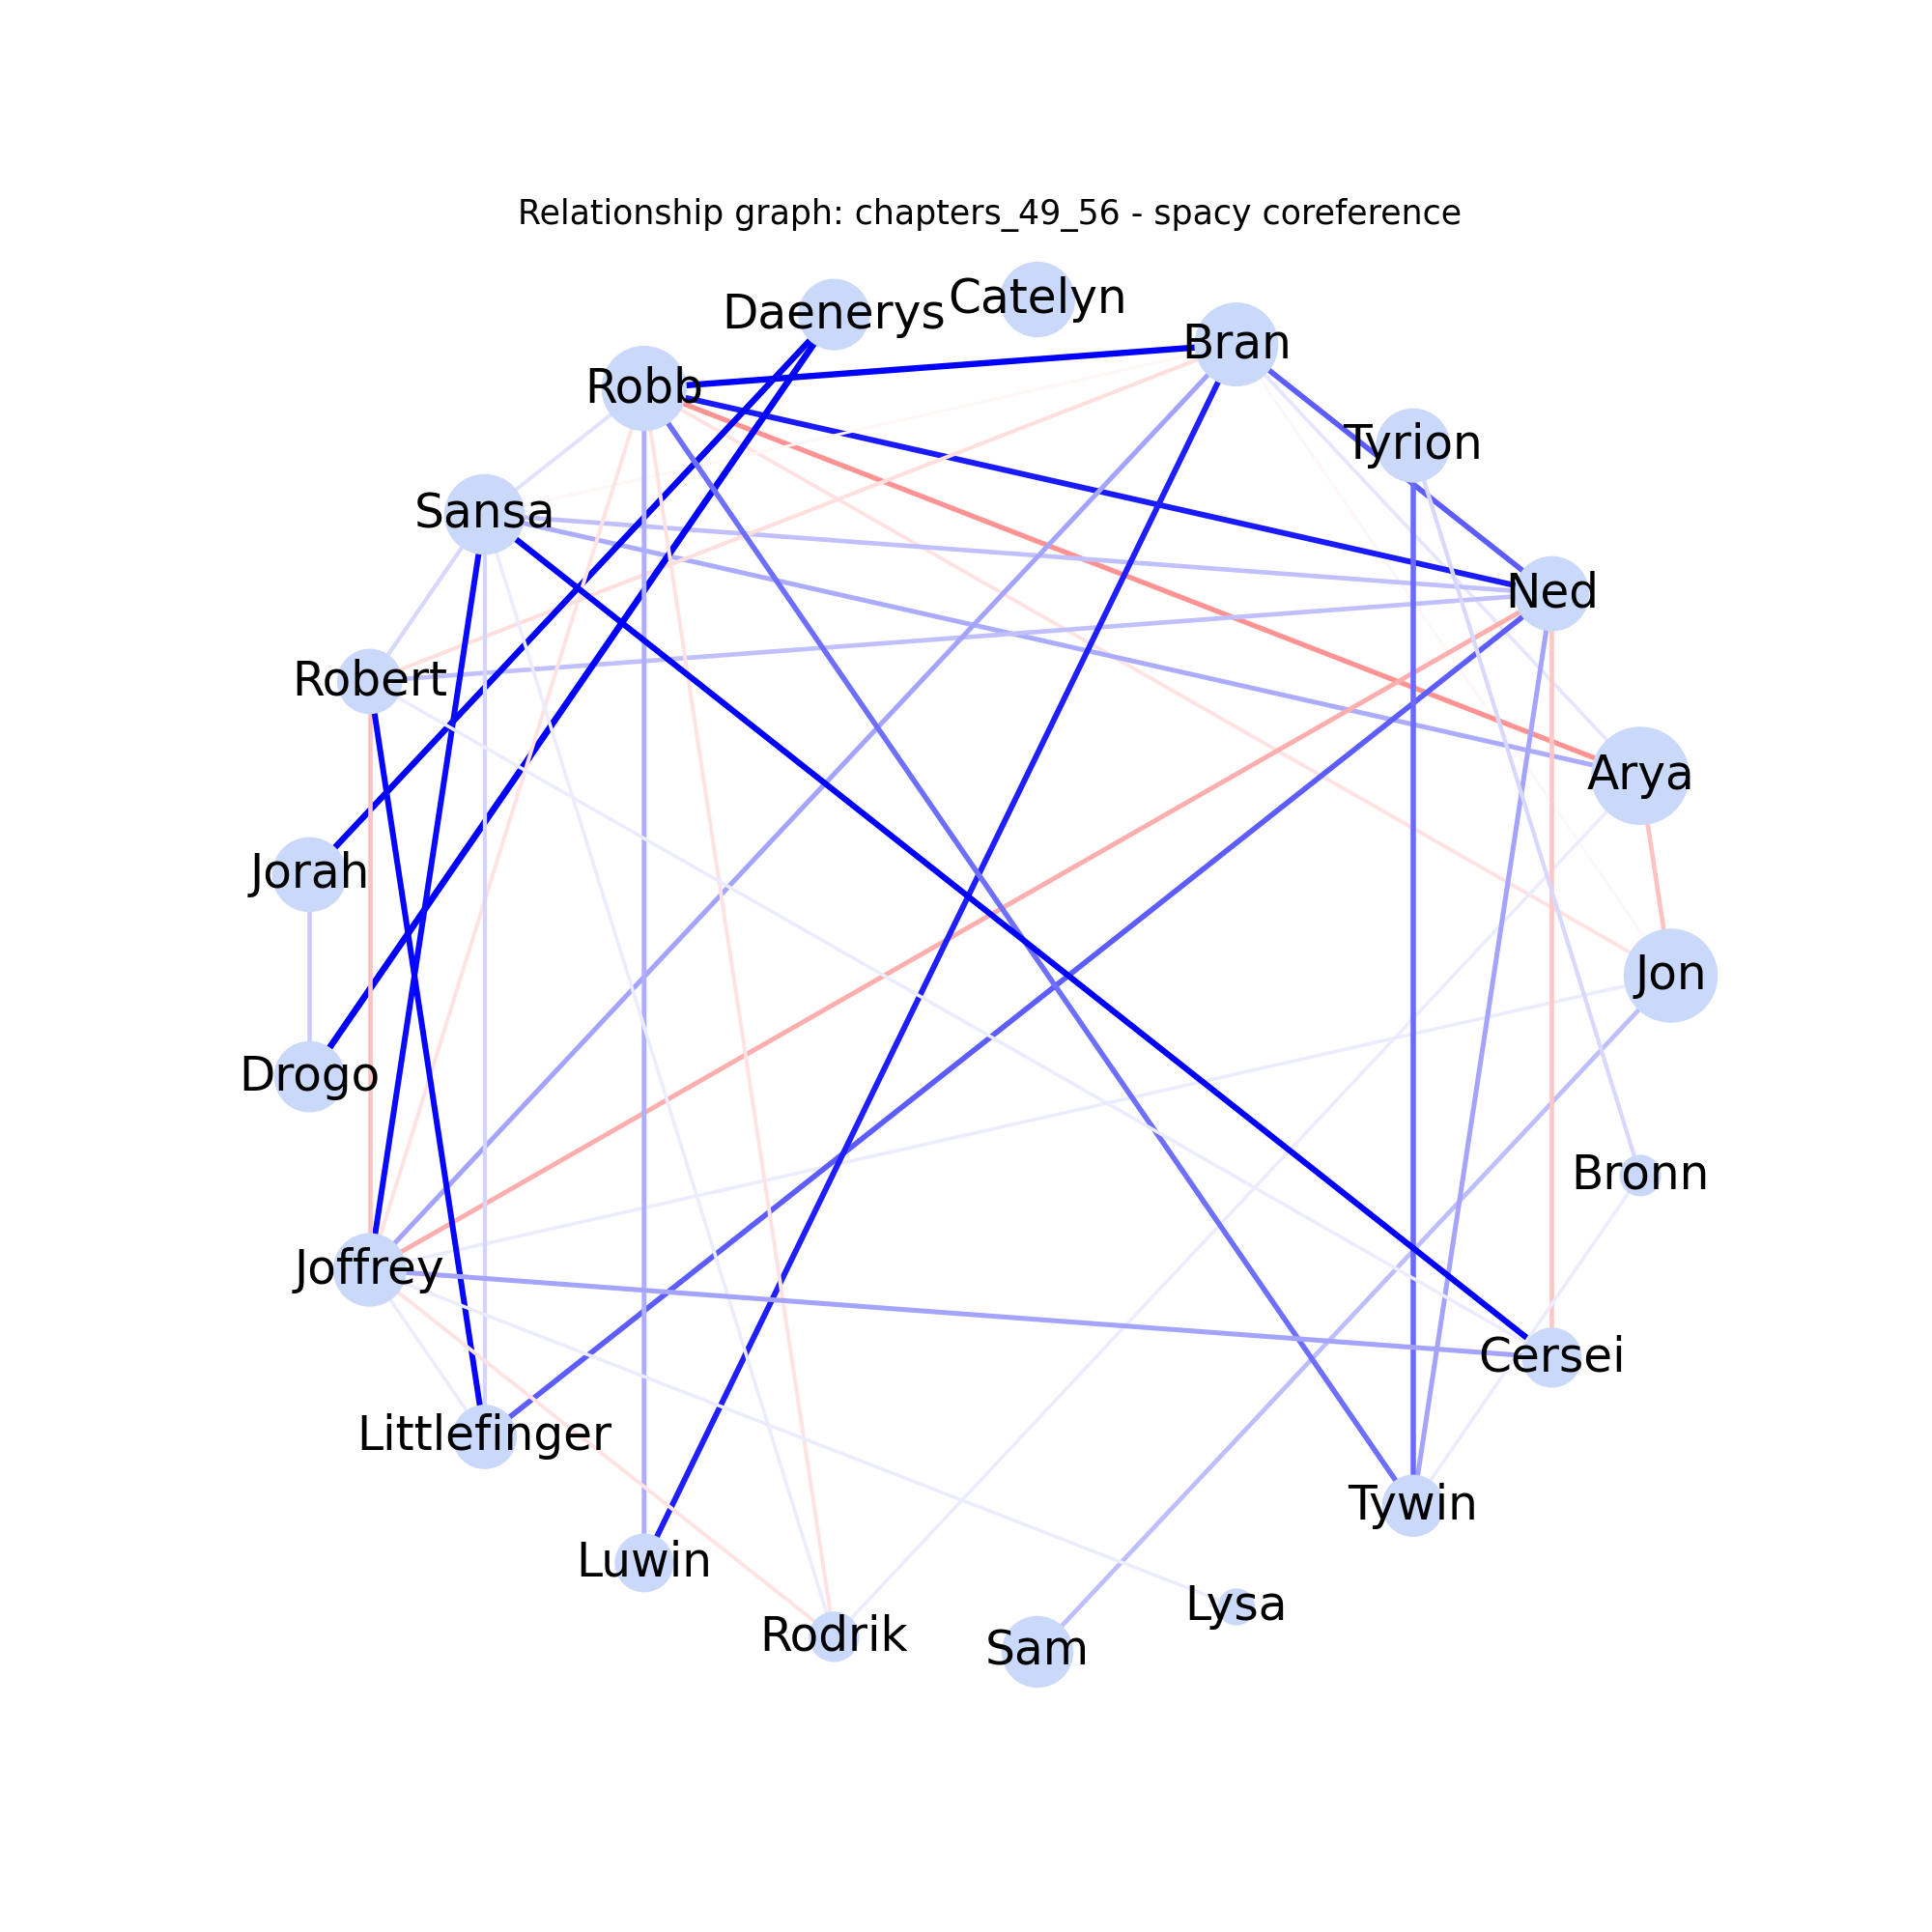 Relationship graph: chapters_49_56 - spacy coreference
Catelyn
Daenerys
Bran
Robb
Tyrion
Sansa
Ned
Robert
Arya
Jorah
Jon
Drogo
Bronn
Joffrey
Cersei
Littlefinger
Tywin
Luwin
Lysa
Rodrik
Sam